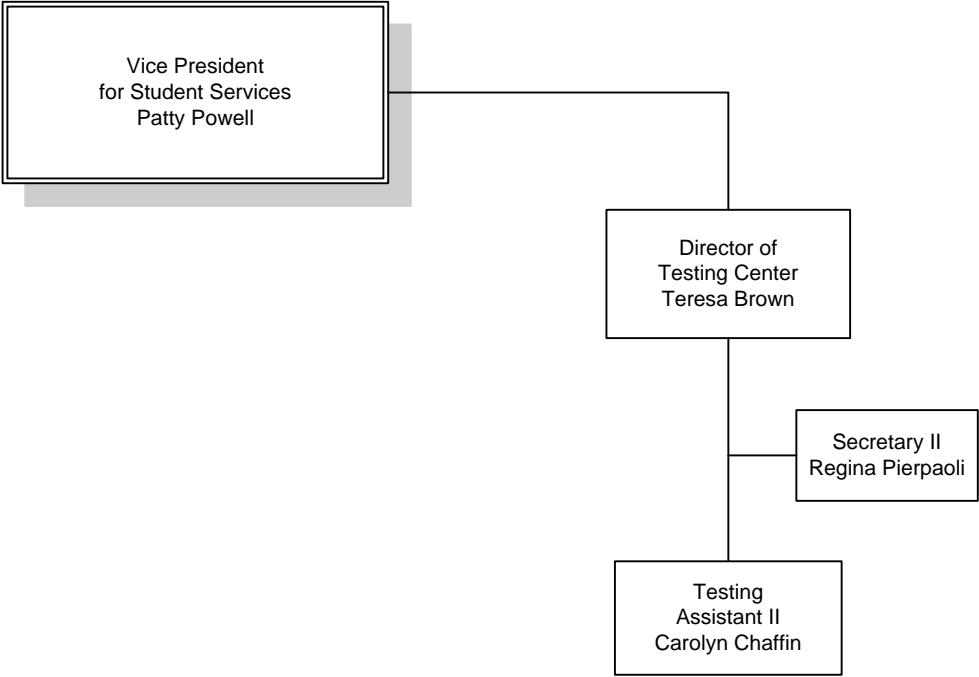 Vice President
for Student Services
Patty Powell
Director of
Testing Center
Teresa Brown
Secretary II
Regina Pierpaoli
Testing
Assistant II
Carolyn Chaffin